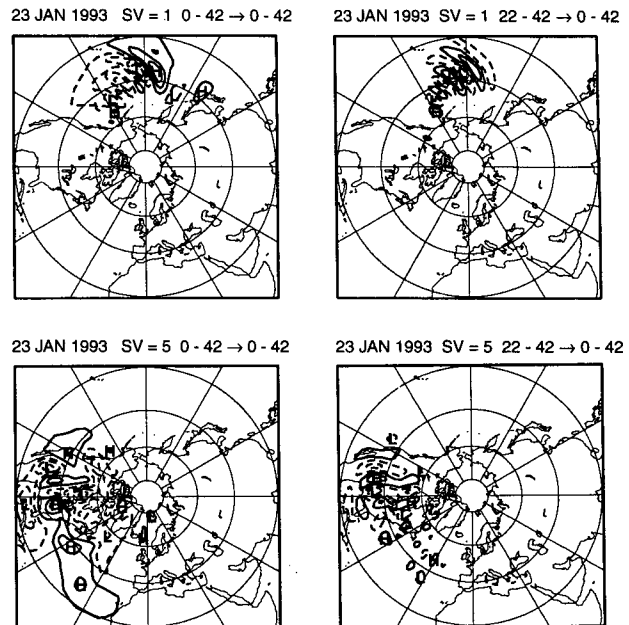 23 JAN 1993 SV = 1 0 - 42 → 0 - 42
23 JAN 1993 SV = 1 22 - 42 → 0 - 42
23 JAN 1993 SV = 5 0 - 42 → 0 - 42
23 JAN 1993 SV = 5 22 - 42 → 0 - 42